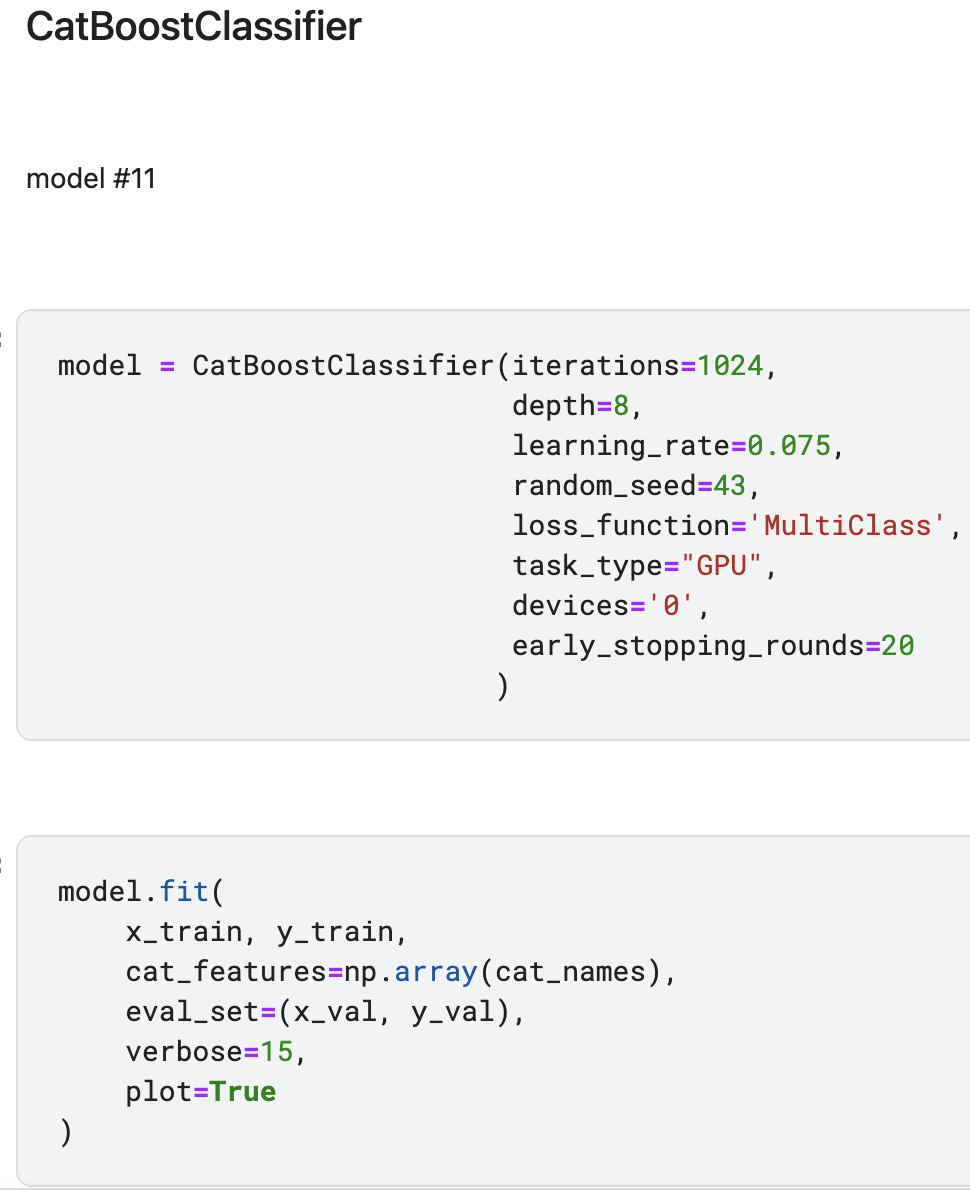 CatBoostClassifier
model #11
model = CatBoostClassifier(iterations=1024,
depth=8,
learning_rate=0.075,
random_seed=43,
loss_function='MultiClass',
task_type="GPU",
devices='0',
early_stopping_rounds=20
)
model.fit(
x_train, y_train,
cat_features=np.array(cat_names),
eval_set=(x_val, y_val),
verbose=15,
plot=True
)